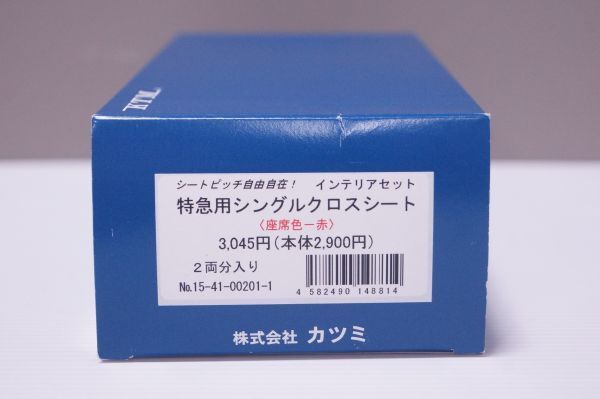 KTM
シートピッチ自由自在! インテリアセット
特急用シングルクロスシート
〈座席色－赤〉
3,045円(本体2,900円)
2両分入り
No.15-41-00201-1
4 582490 148814
株式会社 カツミ